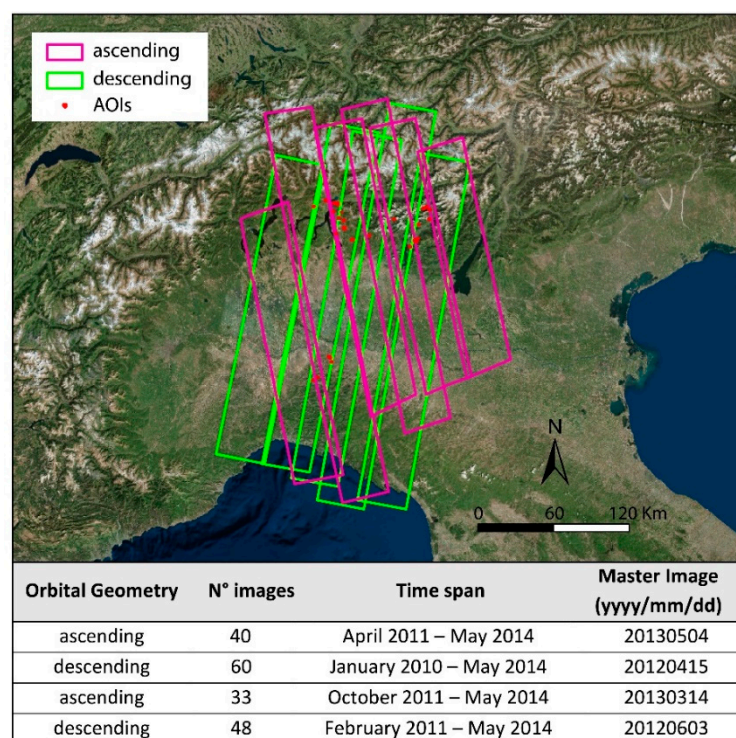 ascending
descending
AOIs
N
0 60 120 Km
Orbital Geometry N° images Time span Master Image (yyyy/mm/dd)
ascending 40 April 2011 – May 2014 20130504
descending 60 January 2010 – May 2014 20120415
ascending 33 October 2011 – May 2014 20130314
descending 48 February 2011 – May 2014 20120603